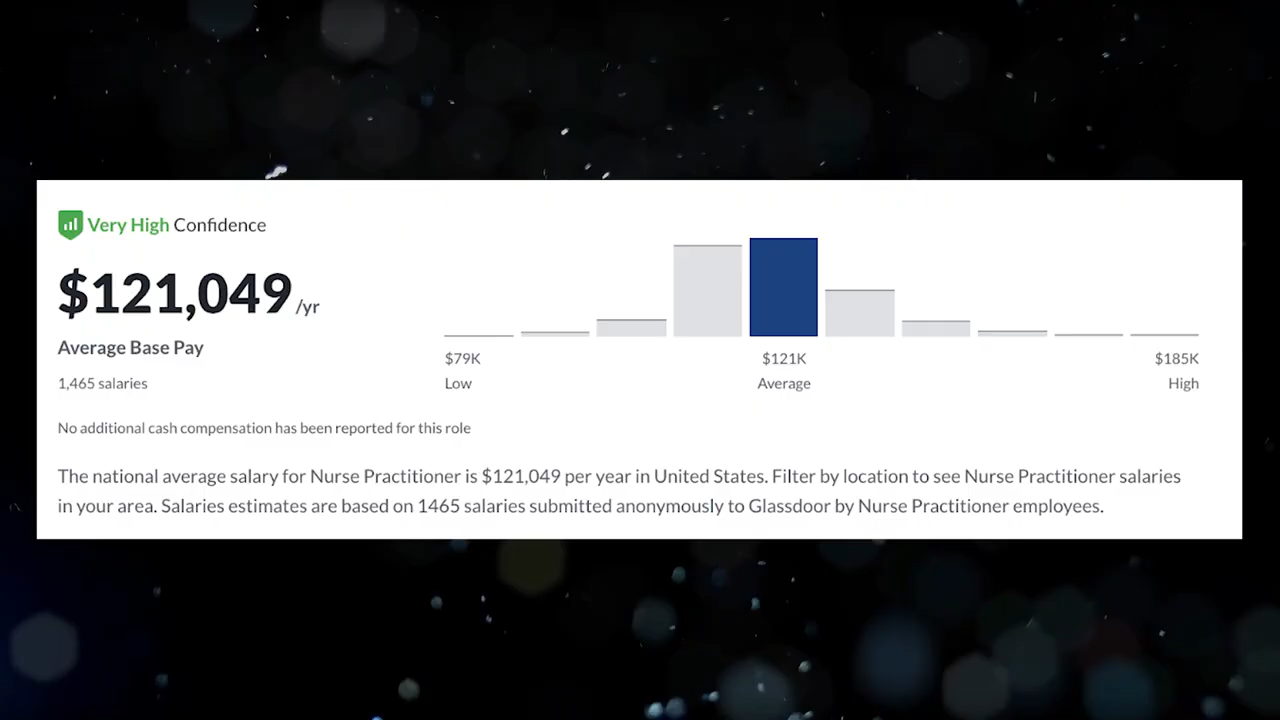 Very High Confidence
$121,049 /yr
Average Base Pay
1,465 salaries
$79K
Low
$121K
Average
$185K
High
No additional cash compensation has been reported for this role
The national average salary for Nurse Practitioner is $121,049 per year in United States. Filter by location to see Nurse Practitioner salaries
in your area. Salaries estimates are based on 1465 salaries submitted anonymously to Glassdoor by Nurse Practitioner employees.